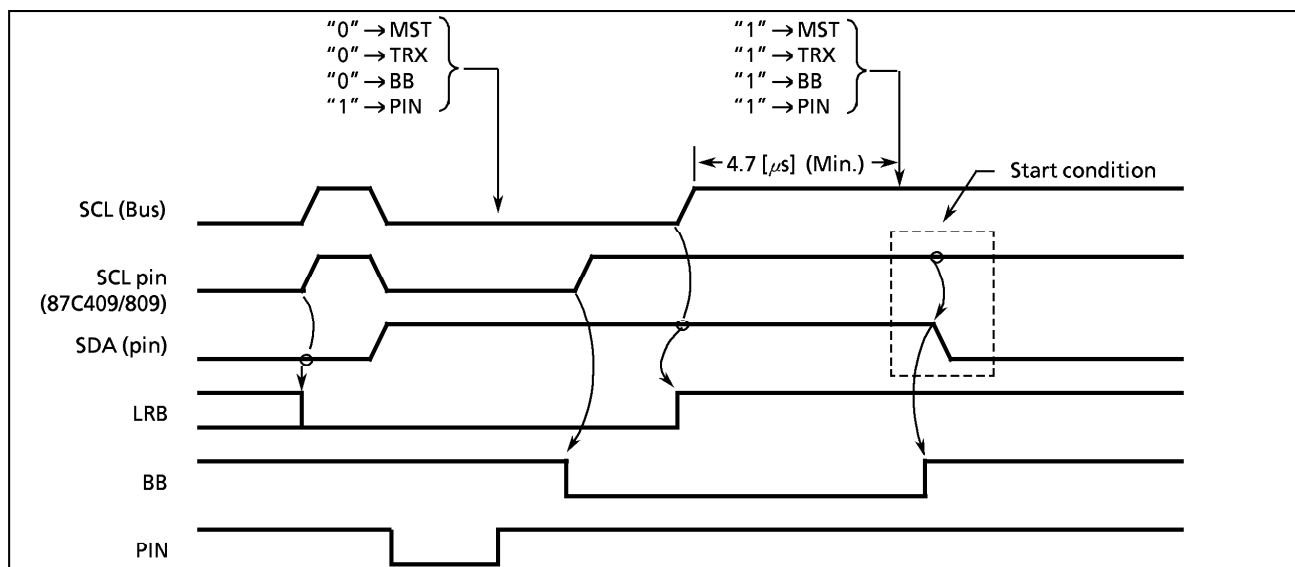 “0” → MST
“0” → TRX
“0” → BB
“1” → PIN
“1” → MST
“1” → TRX
“1” → BB
“1” → PIN
4.7 [μs] (Min.)
Start condition
SCL (Bus)
SCL pin
(87C409/809)
SDA (pin)
LRB
BB
PIN